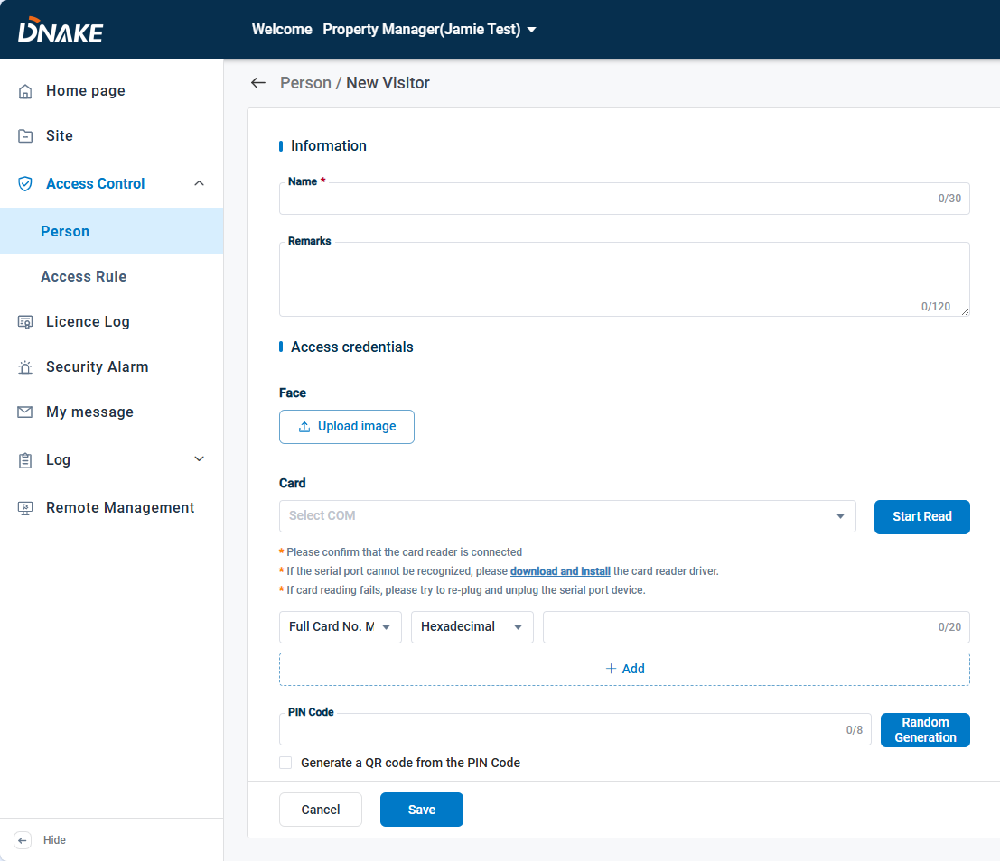 DNAKE
Welcome Property Manager(Jamie Test)
Home page
Site
Access Control
Person
Access Rule
Licence Log
Security Alarm
My message
Log
Remote Management
Hide
Person / New Visitor
Information
Name *
0/30
Remarks
0/120
Access credentials
Face
Upload image
Card
Select COM
Start Read
* Please confirm that the card reader is connected
* If the serial port cannot be recognized, please download and install the card reader driver.
* If card reading fails, please try to re-plug and unplug the serial port device.
Full Card No. M
Hexadecimal
0/20
+ Add
PIN Code
0/8
Random
Generation
Generate a QR code from the PIN Code
Cancel
Save